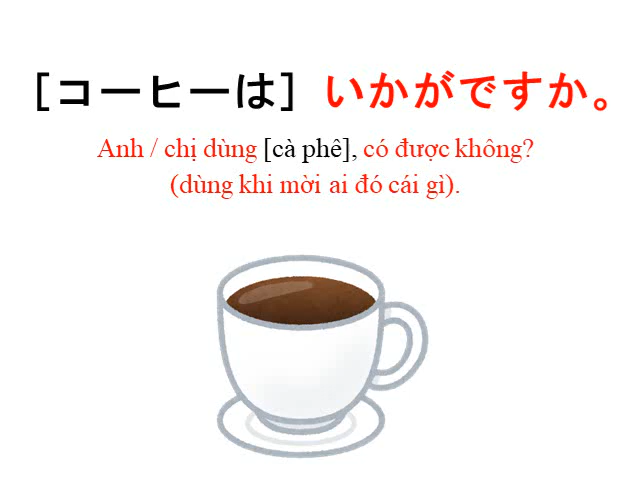 [コーヒーは] いかがですか。
Anh / chị dùng [cà phê], có được không?
(dùng khi mời ai đó cái gì).